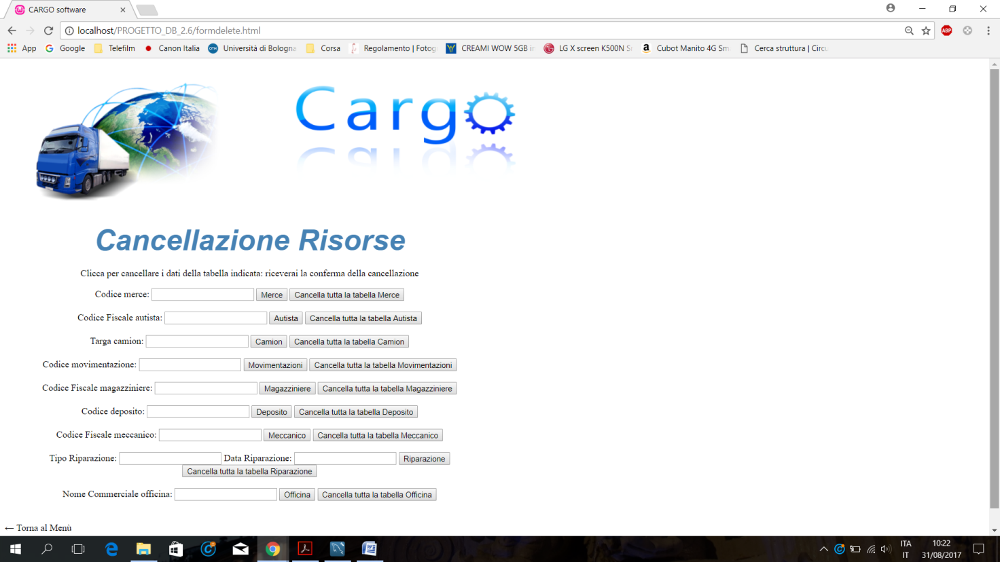 CARGO software
localhost/PROGETTO_DB_2.6/formdelete.html
ABP
App Google Telefilm Canon Italia Università di Bologna Corsa Regolamento | Fotog CREAMI WOW 5GB in LG X screen K500N Sm Cubot Manito 4G Sm Cerca struttura | Circu
Cargo
Cancellazione Risorse
Clicca per cancellare i dati della tabella indicata: riceverai la conferma della cancellazione
Codice merce: Merce Cancella tutta la tabella Merce
Codice Fiscale autista: Autista Cancella tutta la tabella Autista
Targa camion: Camion Cancella tutta la tabella Camion
Codice movimentazione: Movimentazioni Cancella tutta la tabella Movimentazioni
Codice Fiscale magazziniere: Magazziniere Cancella tutta la tabella Magazziniere
Codice deposito: Deposito Cancella tutta la tabella Deposito
Codice Fiscale meccanico: Meccanico Cancella tutta la tabella Meccanico
Tipo Riparazione: Data Riparazione: Riparazione
Cancella tutta la tabella Riparazione
Nome Commerciale officina: Officina Cancella tutta la tabella Officina
← Torna al Menù
ITA 10:22
IT 31/08/2017